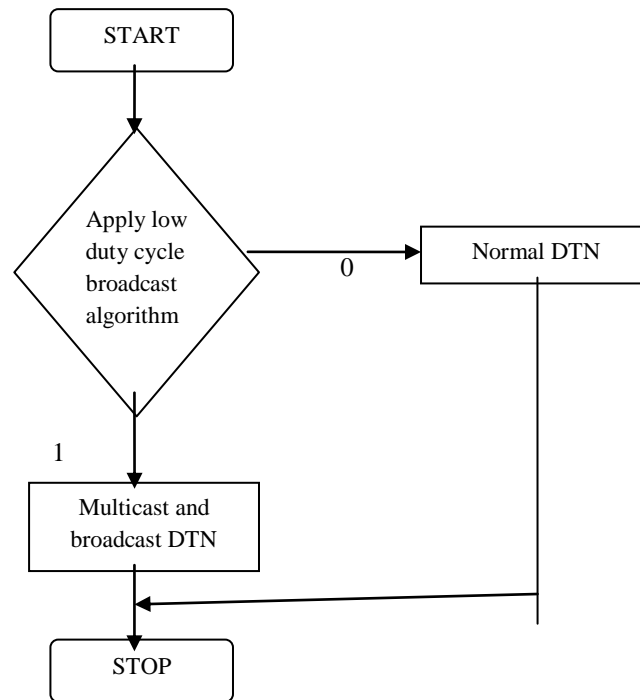 START
Apply low
duty cycle
broadcast
algorithm
0
Normal DTN
1
Multicast and
broadcast DTN
STOP